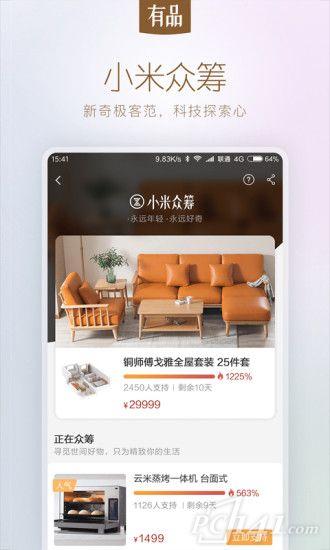 有品
小米众筹
新奇极客范，科技探索心
15:41
9.83K/s 联通 4G 64%
小米众筹
· 永远年轻 · 永远好奇
铜师傅戈雅全屋套装 25件套
1225%
2450人支持 | 剩余10天
¥29999
正在众筹
寻觅世间好物，只为精致你的生活
人气
云米蒸烤一体机 台面式
563%
1126人支持 | 剩余9天
立即支持